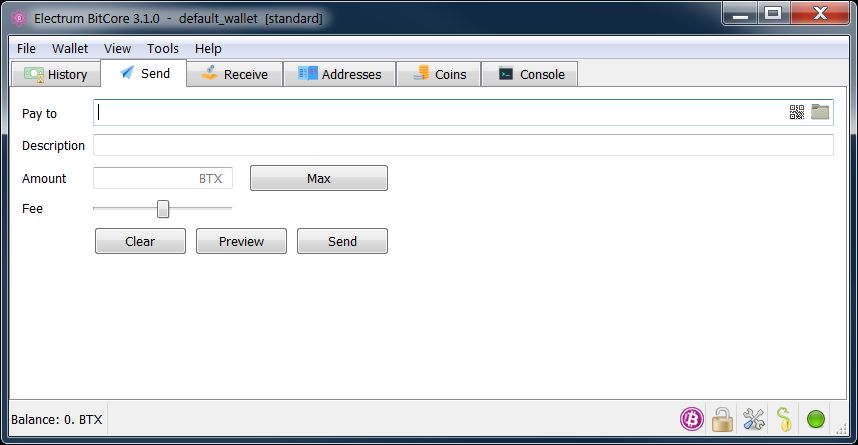 Electrum BitCore 3.1.0 - default_wallet [standard]
File Wallet View Tools Help
History Send Receive Addresses Coins Console
Pay to
Description
Amount BTX Max
Fee
Clear Preview Send
Balance: 0. BTX